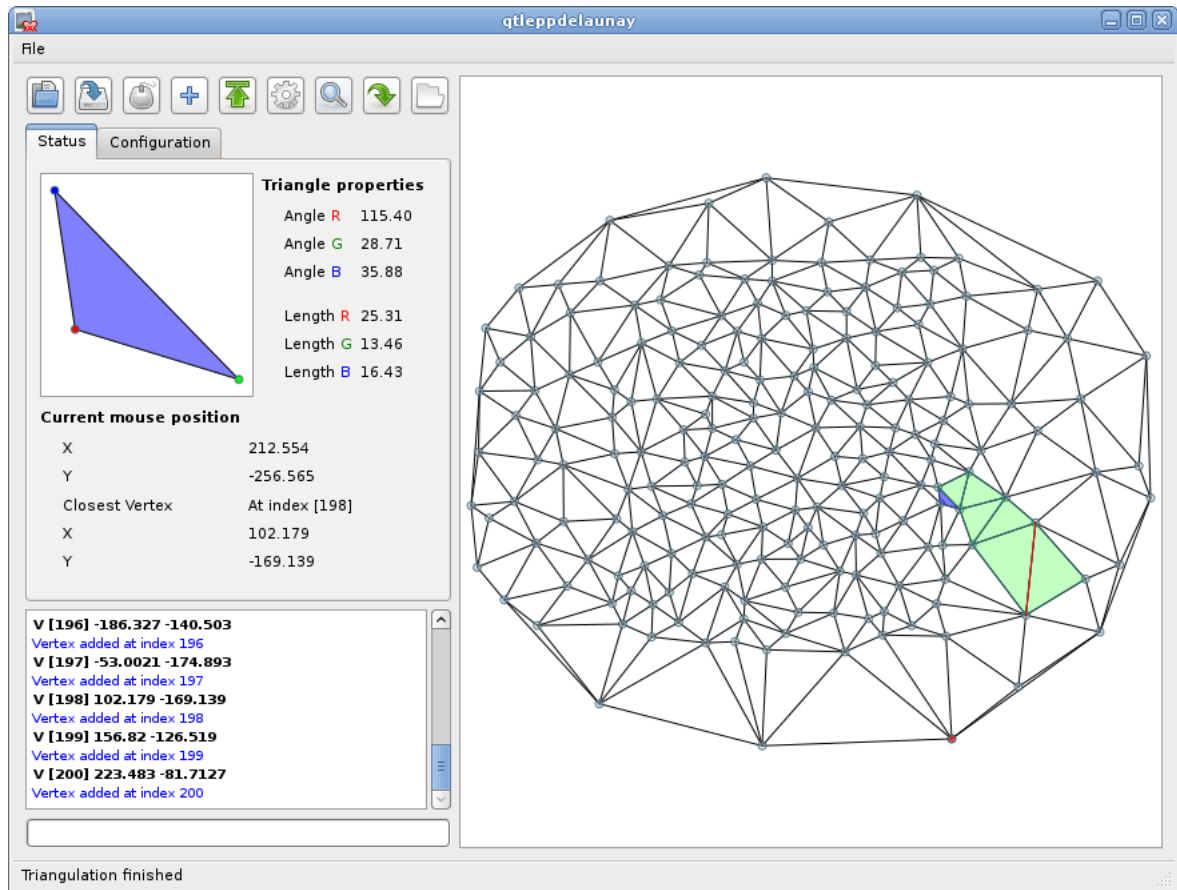 qtleppdelaunay
File
Status Configuration
Triangle properties
Angle R 115.40
Angle G 28.71
Angle B 35.88
Length R 25.31
Length G 13.46
Length B 16.43
Current mouse position
X 212.554
Y -256.565
Closest Vertex At index [198]
X 102.179
Y -169.139
V [196] -186.327 -140.503
Vertex added at index 196
V [197] -53.0021 -174.893
Vertex added at index 197
V [198] 102.179 -169.139
Vertex added at index 198
V [199] 156.82 -126.519
Vertex added at index 199
V [200] 223.483 -81.7127
Vertex added at index 200
Triangulation finished